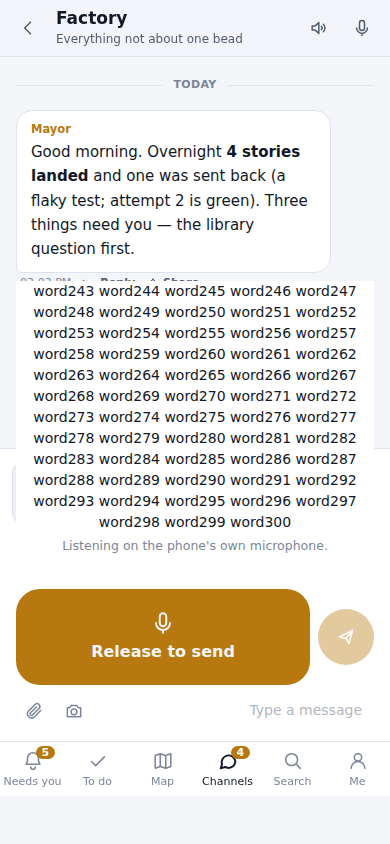 Factory
Everything not about one bead
TODAY
Mayor
Good morning. Overnight 4 stories
landed and one was sent back (a
flaky test; attempt 2 is green). Three
things need you — the library
question first.
word243 word244 word245 word246 word247
word248 word249 word250 word251 word252
word253 word254 word255 word256 word257
word258 word259 word260 word261 word262
word263 word264 word265 word266 word267
word268 word269 word270 word271 word272
word273 word274 word275 word276 word277
word278 word279 word280 word281 word282
word283 word284 word285 word286 word287
word288 word289 word290 word291 word292
word293 word294 word295 word296 word297
word298 word299 word300
Listening on the phone's own microphone.
Release to send
Type a message
5 4
Needs you To do Map Channels Search Me